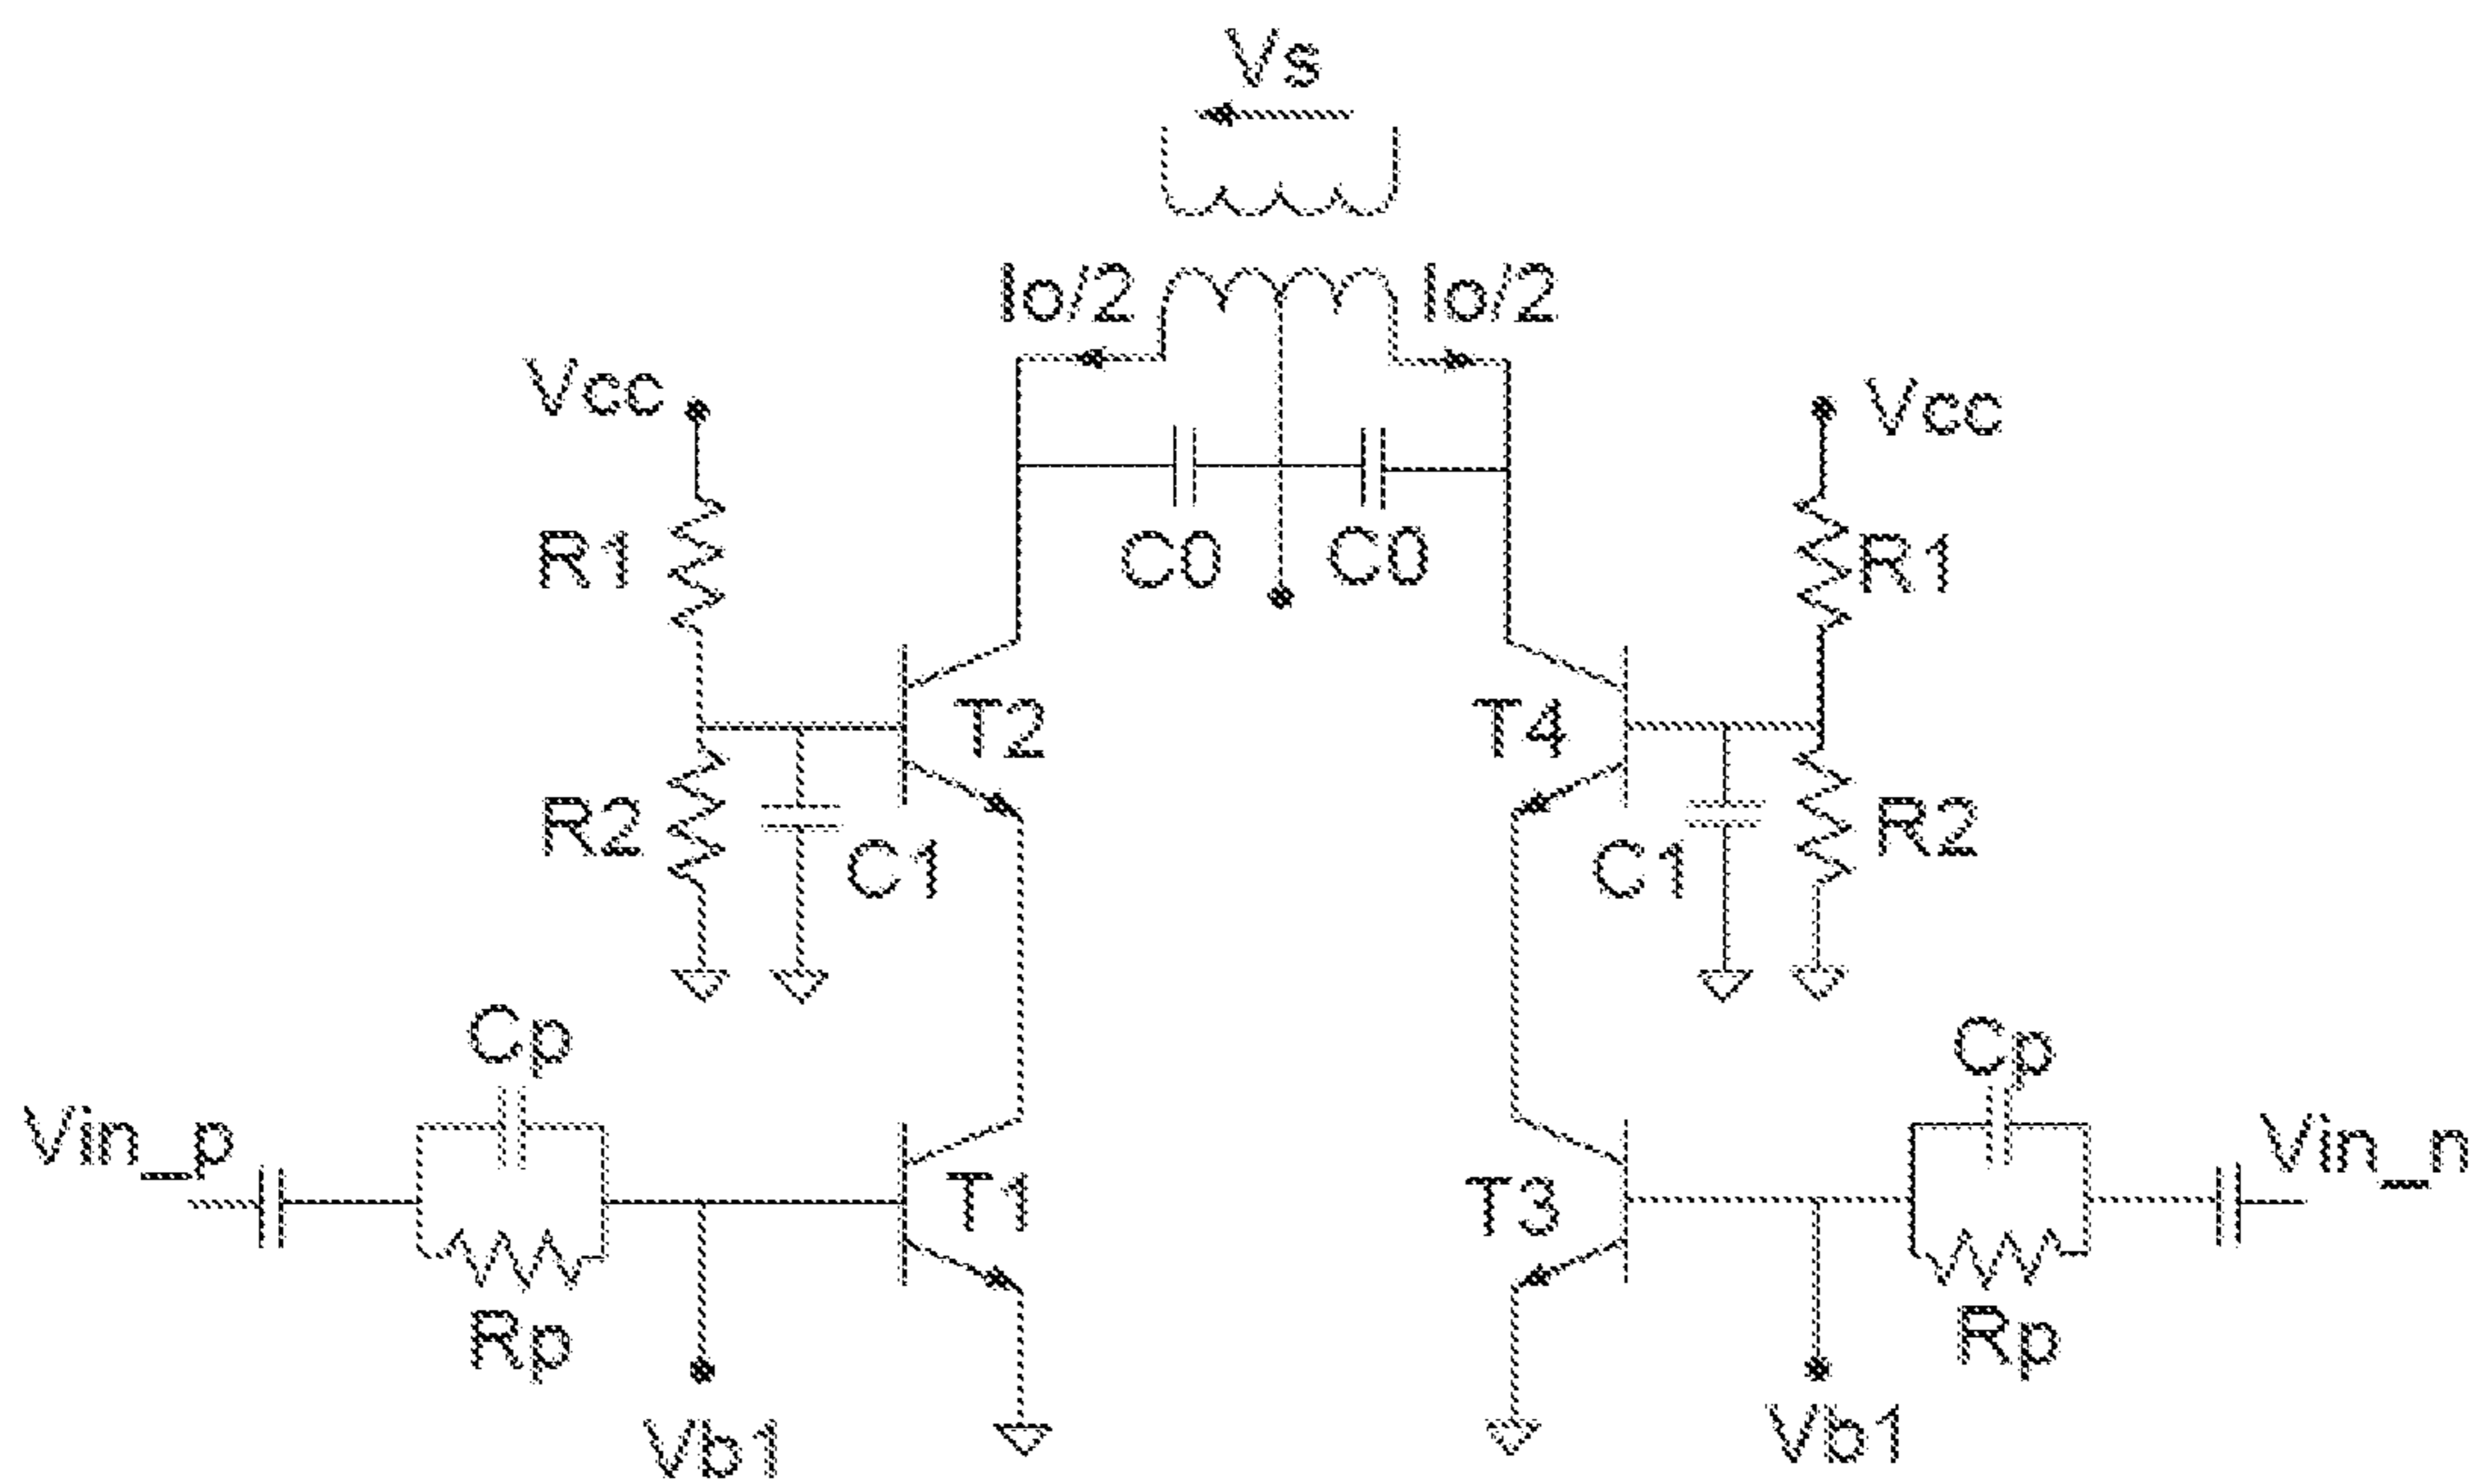 Vs
Io/2 Io/2
Vcc Vcc
R1 C0 C0 R1
T2 T4
R2 C1 C1 R2
Cp Cp
Vin_p T1 T3 Vin_n
Rp Rp
Vb1 Vb1